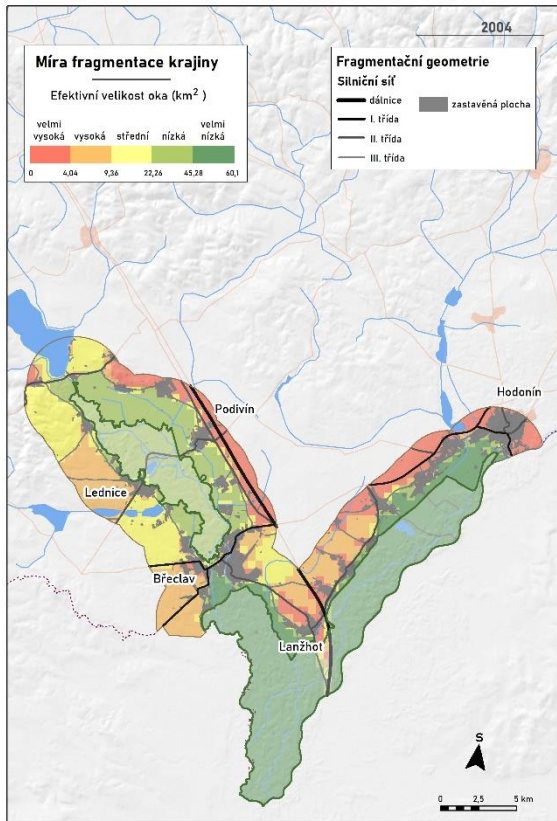 2004
Míra fragmentace krajiny
Efektivní velikost oka (km² )
velmi vysoká
vysoká
střední
nízká
velmi nízká
0 4,04 9,36 22,26 45,28 60,1
Fragmentační geometrie
Silniční síť
dálnice
I. třída
II. třída
III. třída
zastavěná plocha
Hodonín
Podivín
Lednice
Břeclav
Lanžhot
S
0 2,5 5 km